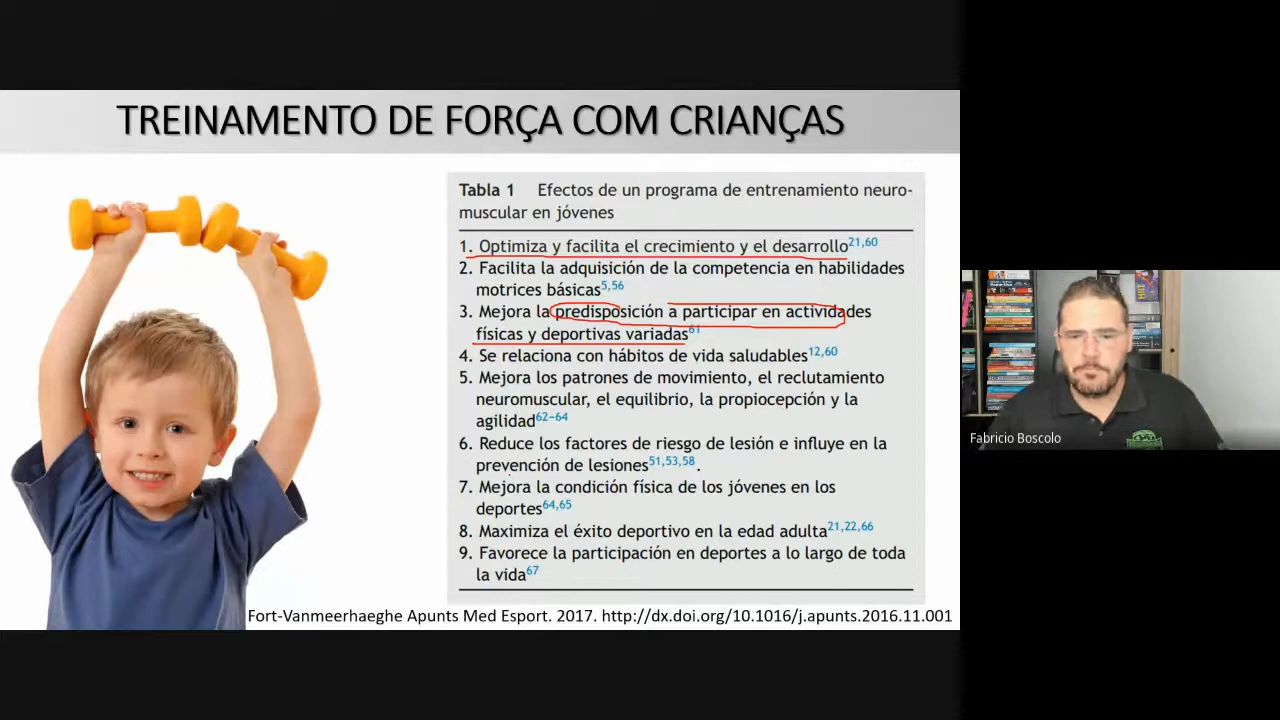 TREINAMENTO DE FORÇA COM CRIANÇAS
Tabla 1 Efectos de un programa de entrenamiento neuro-
muscular en jóvenes
1. Optimiza y facilita el crecimiento y el desarrollo21,60
2. Facilita la adquisición de la competencia en habilidades
motrices básicas5,56
3. Mejora la predisposición a participar en actividades
físicas y deportivas variadas61
4. Se relaciona con hábitos de vida saludables12,60
5. Mejora los patrones de movimiento, el reclutamiento
neuromuscular, el equilibrio, la propiocepción y la
agilidad62-64
6. Reduce los factores de riesgo de lesión e influye en la
prevención de lesiones51,53,58.
7. Mejora la condición física de los jóvenes en los
deportes64,65
8. Maximiza el éxito deportivo en la edad adulta21,22,66
9. Favorece la participación en deportes a lo largo de toda
la vida67
Fort-Vanmeerhaeghe Apunts Med Esport. 2017. http://dx.doi.org/10.1016/j.apunts.2016.11.001
Fabricio Boscolo